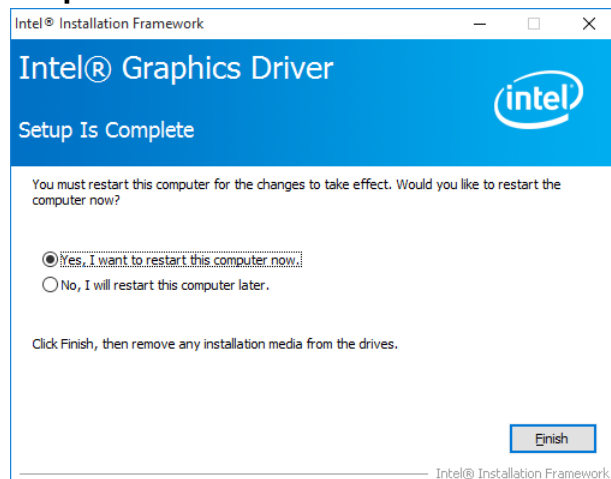 Intel® Installation Framework
Intel® Graphics Driver
intel
Setup Is Complete
You must restart this computer for the changes to take effect. Would you like to restart the
computer now?
Yes, I want to restart this computer now.
No, I will restart this computer later.
Click Finish, then remove any installation media from the drives.
Finish
Intel® Installation Framework